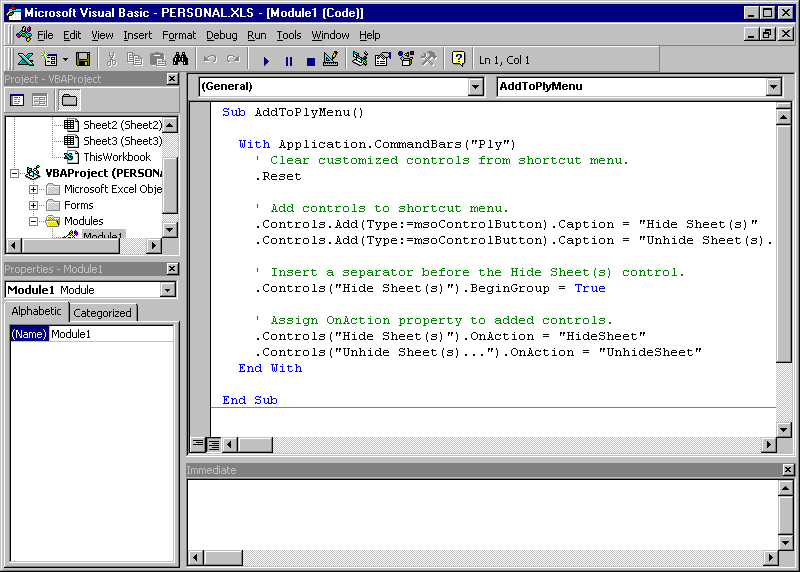 Microsoft Visual Basic - PERSONAL.XLS - [Module1 (Code)]
File Edit View Insert Format Debug Run Tools Window Help
Ln 1, Col 1
Project - VBAProject
Sheet2 (Sheet2)
Sheet3 (Sheet3)
ThisWorkbook
VBAProject (PERSON
Microsoft Excel Obje
Forms
Modules
Module1
Properties - Module1
Module1 Module
Alphabetic Categorized
(Name) Module1
(General) AddToPlyMenu
Sub AddToPlyMenu()
With Application.CommandBars("Ply")
' Clear customized controls from shortcut menu.
.Reset
' Add controls to shortcut menu.
.Controls.Add(Type:=msoControlButton).Caption = "Hide Sheet(s)"
.Controls.Add(Type:=msoControlButton).Caption = "Unhide Sheet(s).
' Insert a separator before the Hide Sheet(s) control.
.Controls("Hide Sheet(s)").BeginGroup = True
' Assign OnAction property to added controls.
.Controls("Hide Sheet(s)").OnAction = "HideSheet"
.Controls("Unhide Sheet(s)...").OnAction = "UnhideSheet"
End With
End Sub
Immediate